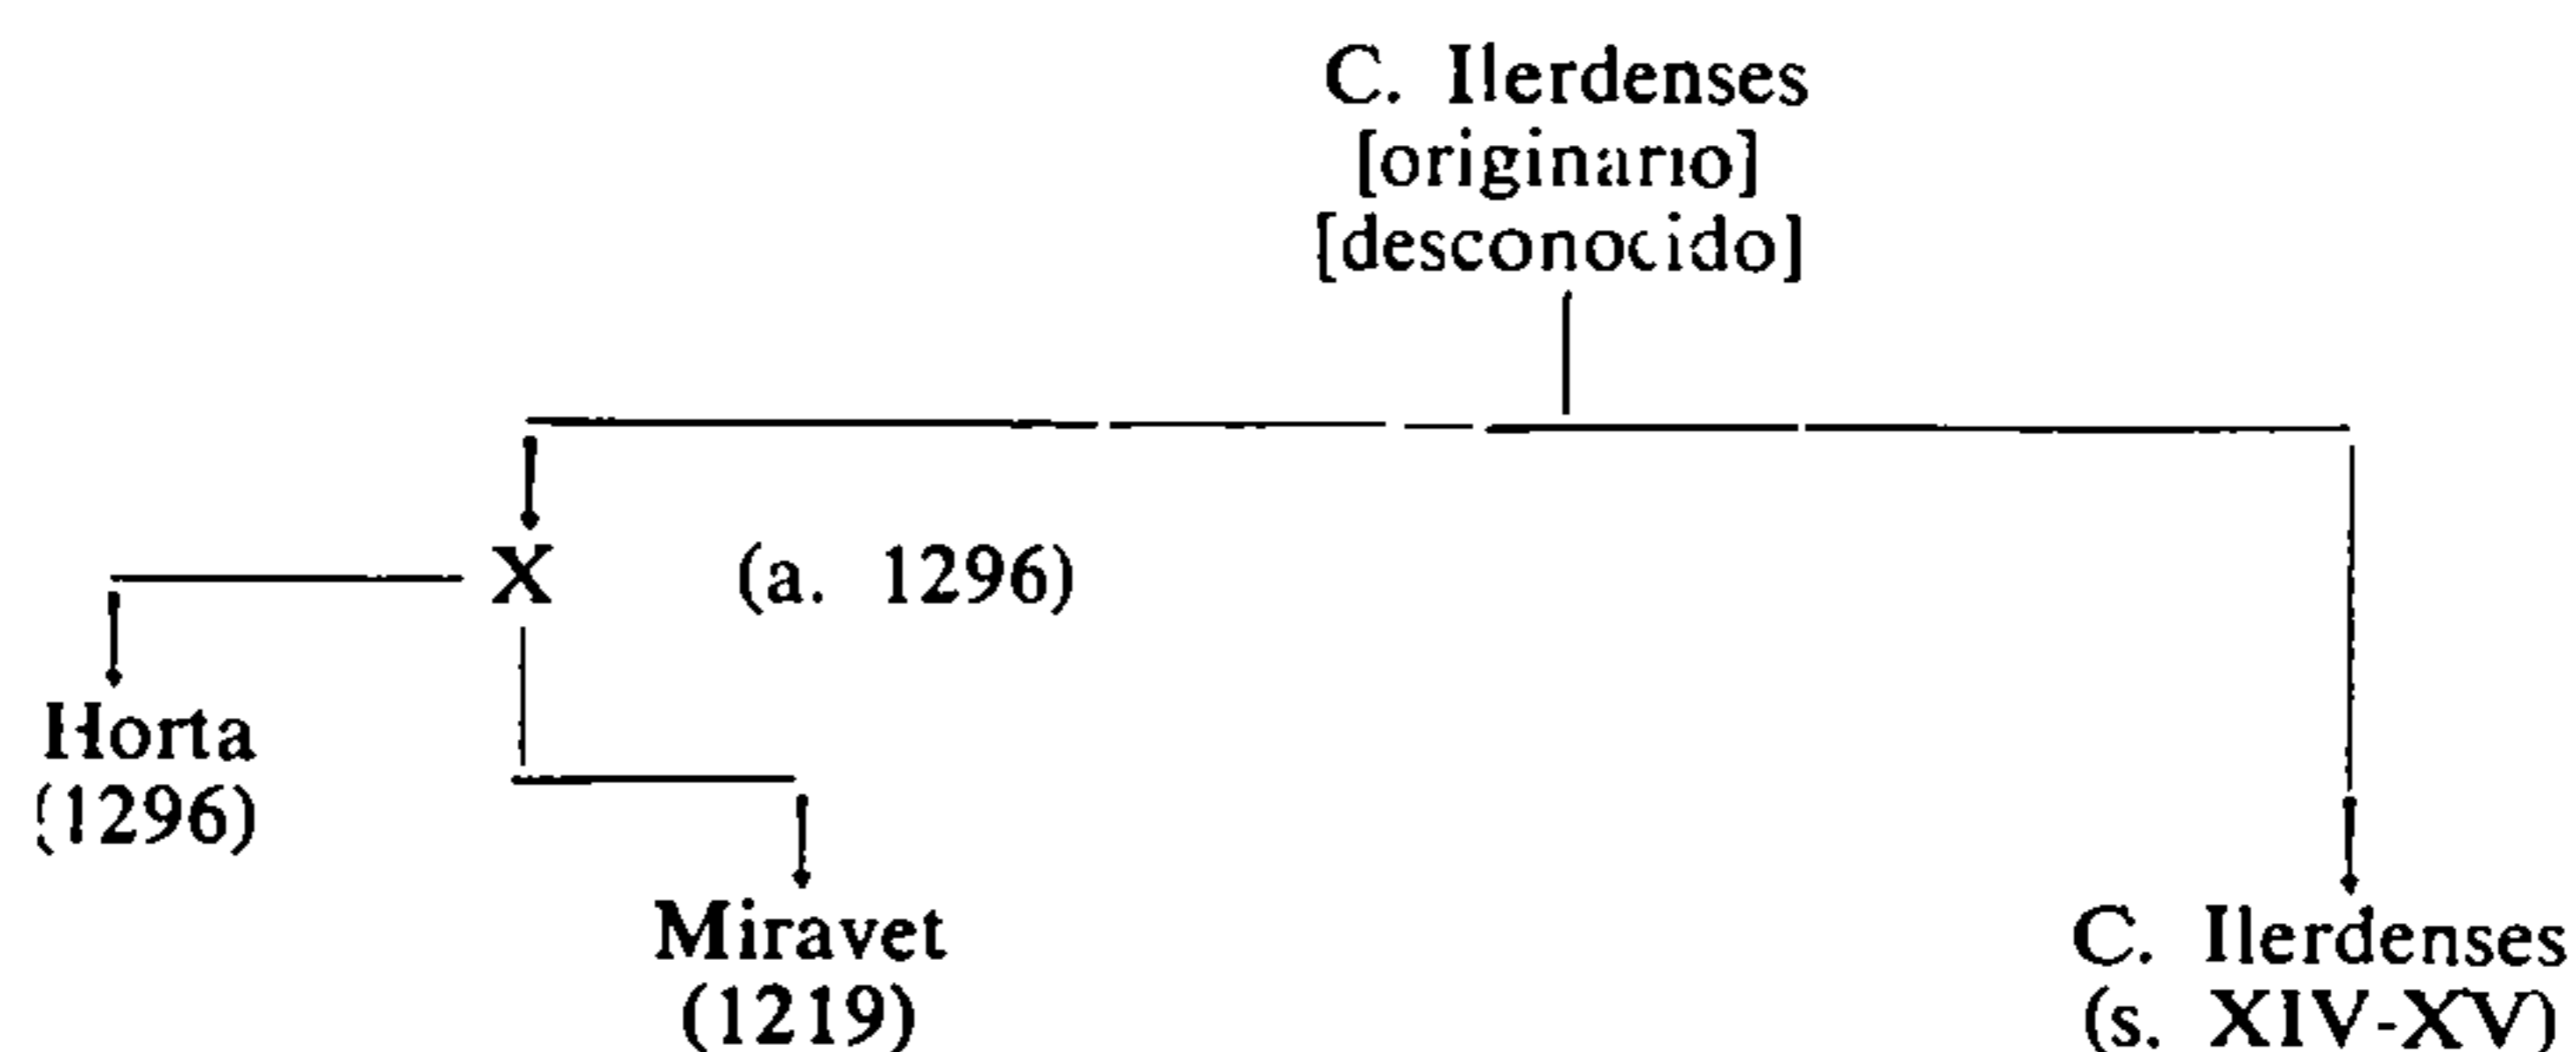 C. Ilerdenses
[originario]
[desconocido]
X (a. 1296)
Horta
(1296)
Miravet
(1219)
C. Ilerdenses
(s. XIV-XV)